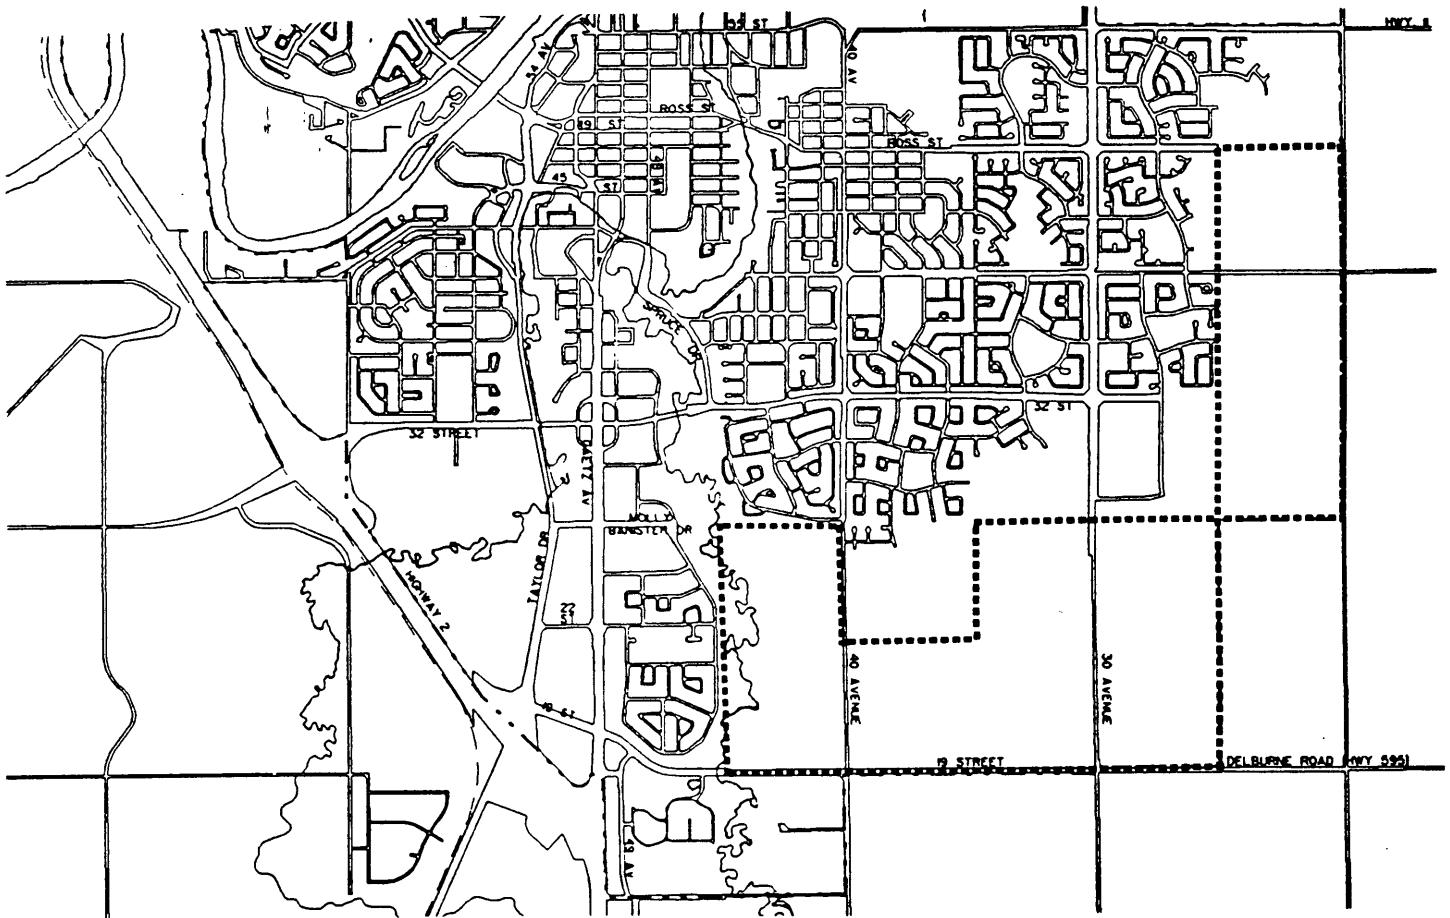 55 ST
HWY 11
54 AV
40 AV
ROSS ST
49 ST
ROSS ST
45 ST
SPRUCE DR
32 ST
32 STREET
GAETZ AV
MOLLY
BANISTER DR
TAYLOR DR
HIGHWAY 2
22 ST
40 AVENUE
30 AVENUE
19 ST
19 STREET
DELBURNE ROAD (HWY 595)
49 AV